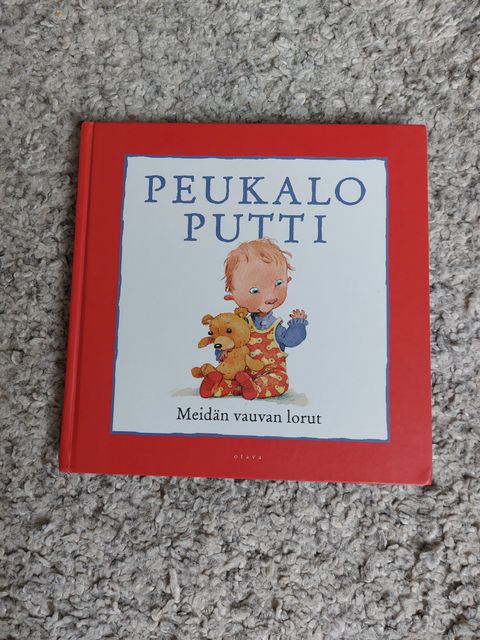 PEUKALO
PUTTI
Meidän vauvan lorut
otava